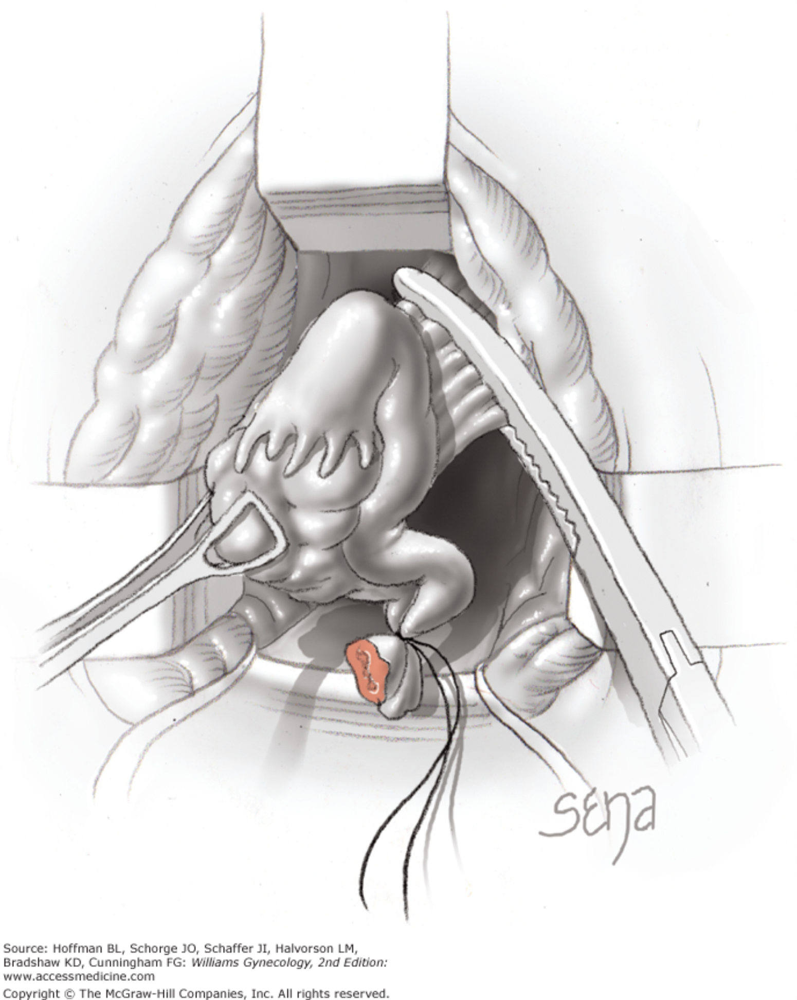 sena
Source: Hoffman BL, Schorge JO, Schaffer JI, Halvorson LM,
Bradshaw KD, Cunningham FG: Williams Gynecology, 2nd Edition:
www.accessmedicine.com
Copyright © The McGraw-Hill Companies, Inc. All rights reserved.